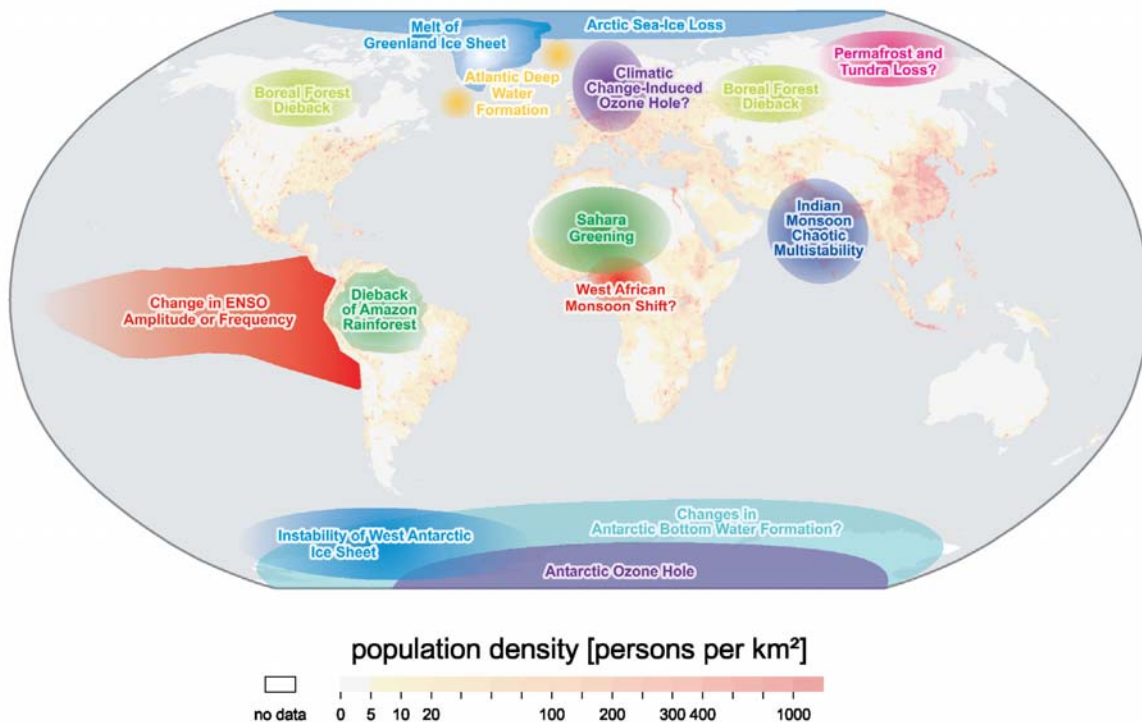 Melt of
Greenland Ice Sheet
Arctic Sea-Ice Loss
Permafrost and
Tundra Loss?
Atlantic Deep
Water
Formation
Climatic
Change-Induced
Ozone Hole?
Boreal Forest
Dieback
Boreal Forest
Dieback
Sahara
Greening
Indian
Monsoon
Chaotic
Multistability
West African
Monsoon Shift?
Change in ENSO
Amplitude or Frequency
Dieback
of Amazon
Rainforest
Changes in
Antarctic Bottom Water Formation?
Instability of West Antarctic
Ice Sheet
Antarctic Ozone Hole
population density [persons per km²]
no data 0 5 10 20 100 200 300 400 1000